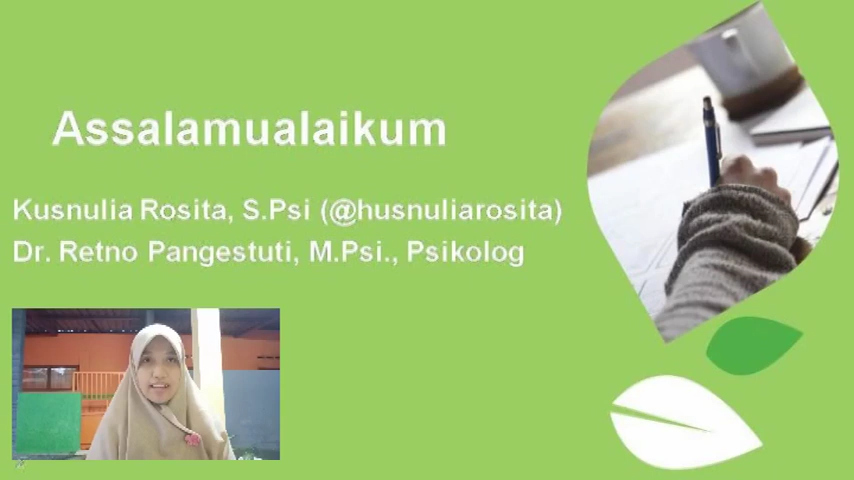 Assalamualaikum
Kusnulia Rosita, S.Psi (@husnuliarosita)
Dr. Retno Pangestuti, M.Psi., Psikolog